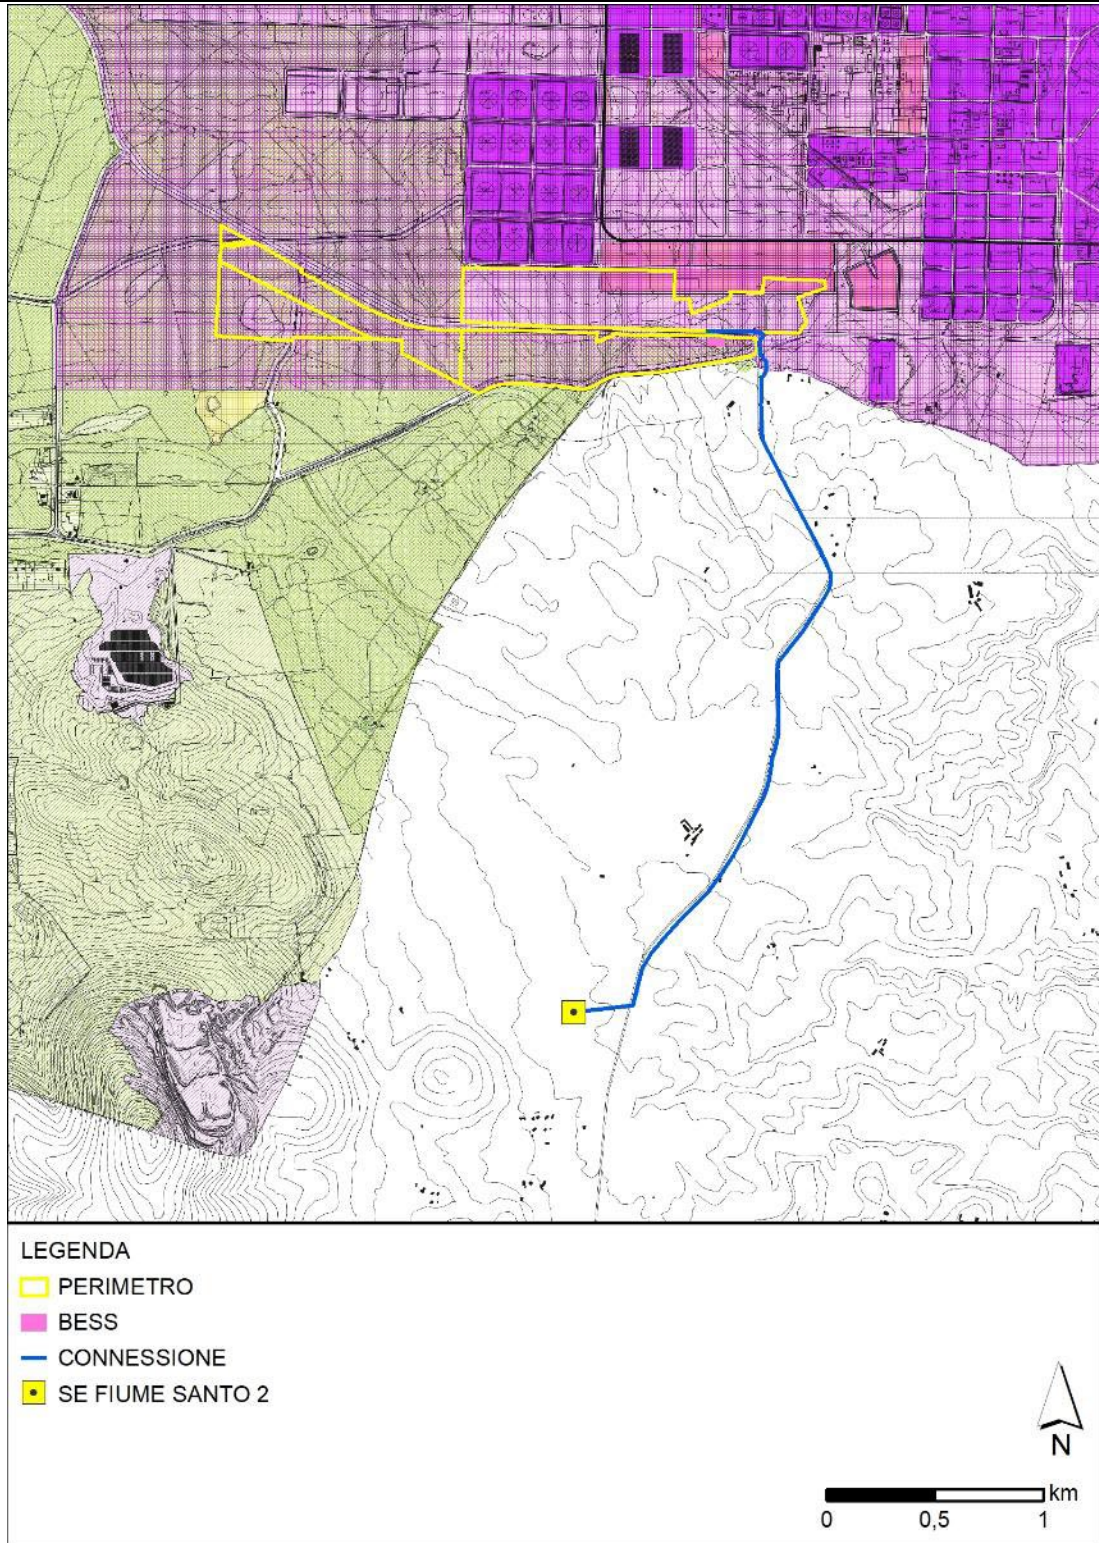 LEGENDA
PERIMETRO
BESS
CONNESSIONE
SE FIUME SANTO 2
N
km
0 0,5 1